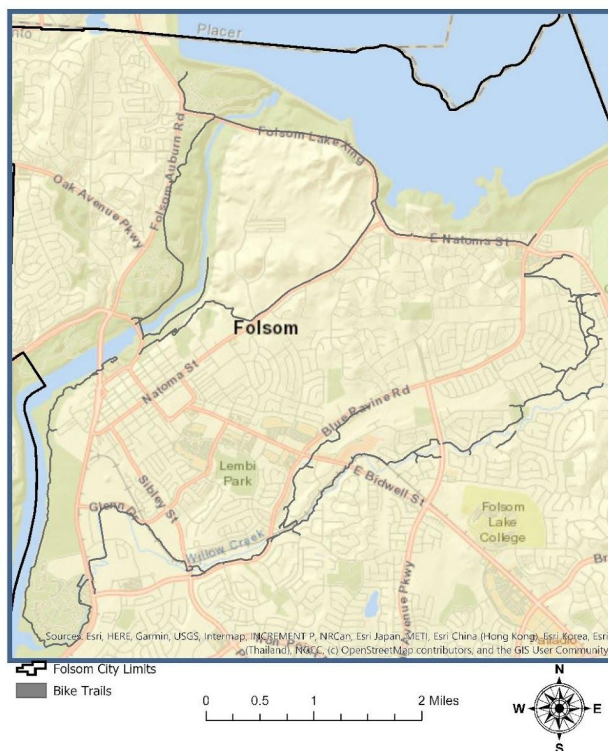 Placer
Folsom Lake Xing
Folsom Auburn Rd
Oak Avenue Pkwy
E Natoma St
Folsom
Natoma St
Blue Ravine Rd
Lembi
Park
E Bidwell St
Sibley St
Glenn Dr
Folsom
Lake
College
Willow Creek
Avenue Pkwy
Palladio
Sources: Esri, HERE, Garmin, USGS, Intermap, INCREMENT P, NRCan, Esri Japan, METI, Esri China (Hong Kong), Esri Korea, Esri
(Thailand), NGCC, (c) OpenStreetMap contributors, and the GIS User Community
Folsom City Limits
Bike Trails
0 0.5 1 2 Miles
N
W E
S